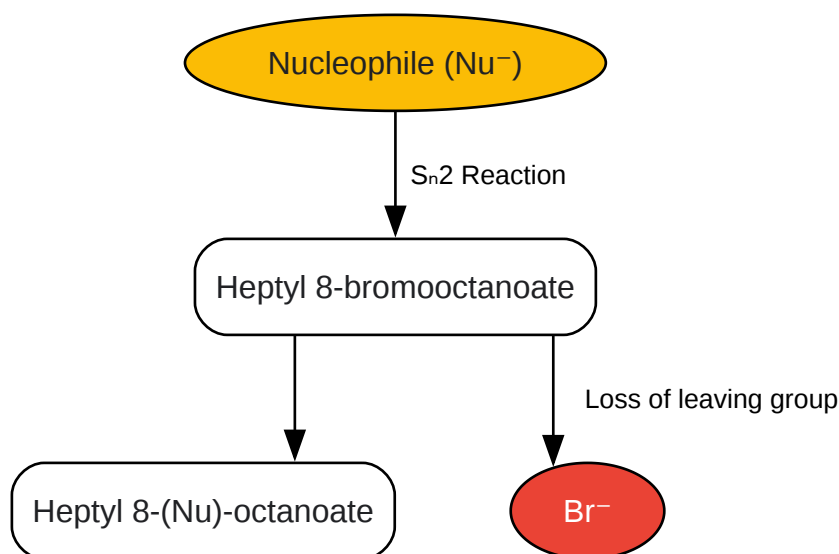 Nucleophile (Nu⁻)
Sₙ2 Reaction
Heptyl 8-bromooctanoate
Loss of leaving group
Heptyl 8-(Nu)-octanoate
Br⁻